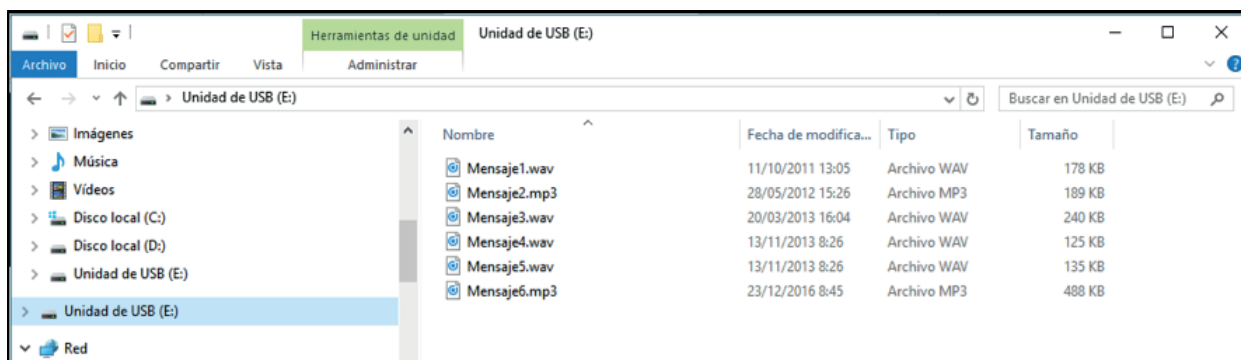 Herramientas de unidad Unidad de USB (E:)
Archivo Inicio Compartir Vista Administrar
Unidad de USB (E:) Buscar en Unidad de USB (E:)
Imágenes
Música
Vídeos
Disco local (C:)
Disco local (D:)
Unidad de USB (E:)
Unidad de USB (E:)
Red
Nombre Fecha de modifica... Tipo Tamaño
Mensaje1.wav 11/10/2011 13:05 Archivo WAV 178 KB
Mensaje2.mp3 28/05/2012 15:26 Archivo MP3 189 KB
Mensaje3.wav 20/03/2013 16:04 Archivo WAV 240 KB
Mensaje4.wav 13/11/2013 8:26 Archivo WAV 125 KB
Mensaje5.wav 13/11/2013 8:26 Archivo WAV 135 KB
Mensaje6.mp3 23/12/2016 8:45 Archivo MP3 488 KB